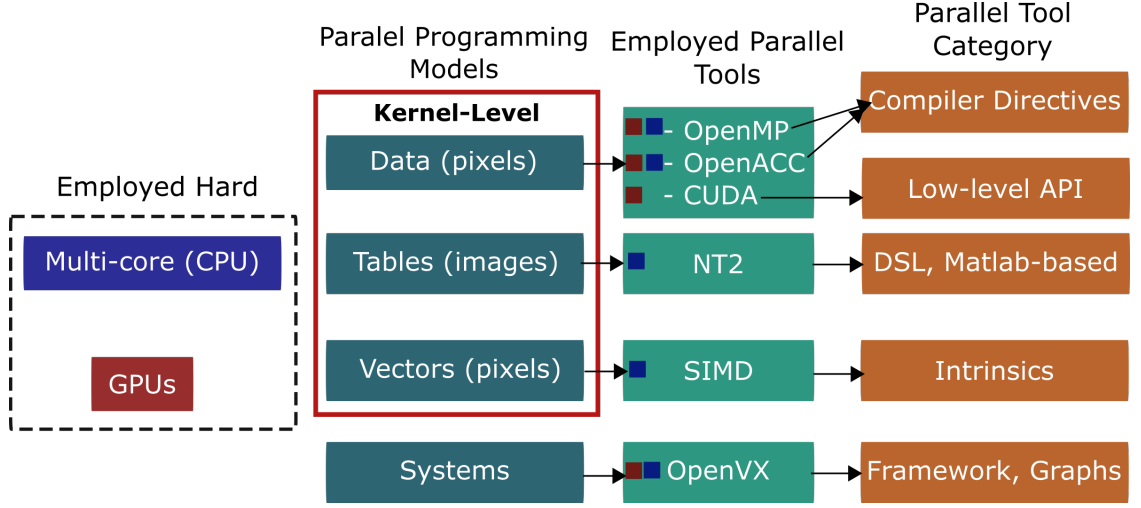 Employed Hard
Multi-core (CPU)
GPUs
Paralel Programming
Models
Kernel-Level
Data (pixels)
Tables (images)
Vectors (pixels)
Systems
Employed Parallel
Tools
- OpenMP
- OpenACC
- CUDA
NT2
SIMD
OpenVX
Parallel Tool
Category
Compiler Directives
Low-level API
DSL, Matlab-based
Intrinsics
Framework, Graphs